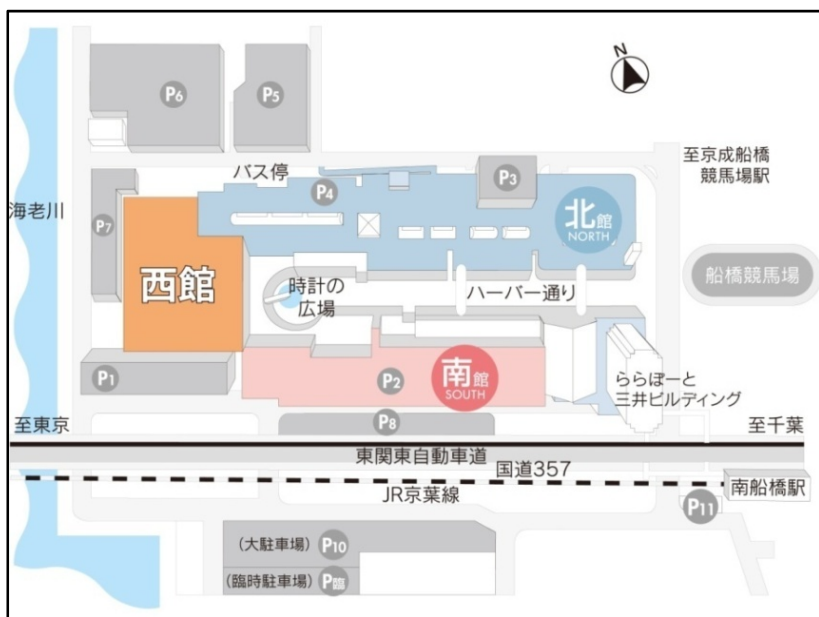 N
P6
P5
バス停
P4
P3
至京成船橋
競馬場駅
海老川
P7
北館
NORTH
西館
時計の
広場
ハーバー通り
船橋競馬場
P1
P2
南館
SOUTH
ららぽーと
三井ビルディング
至東京
P8
至千葉
東関東自動車道
国道357
JR京葉線
南船橋駅
P11
(大駐車場) P10
(臨時駐車場) P臨